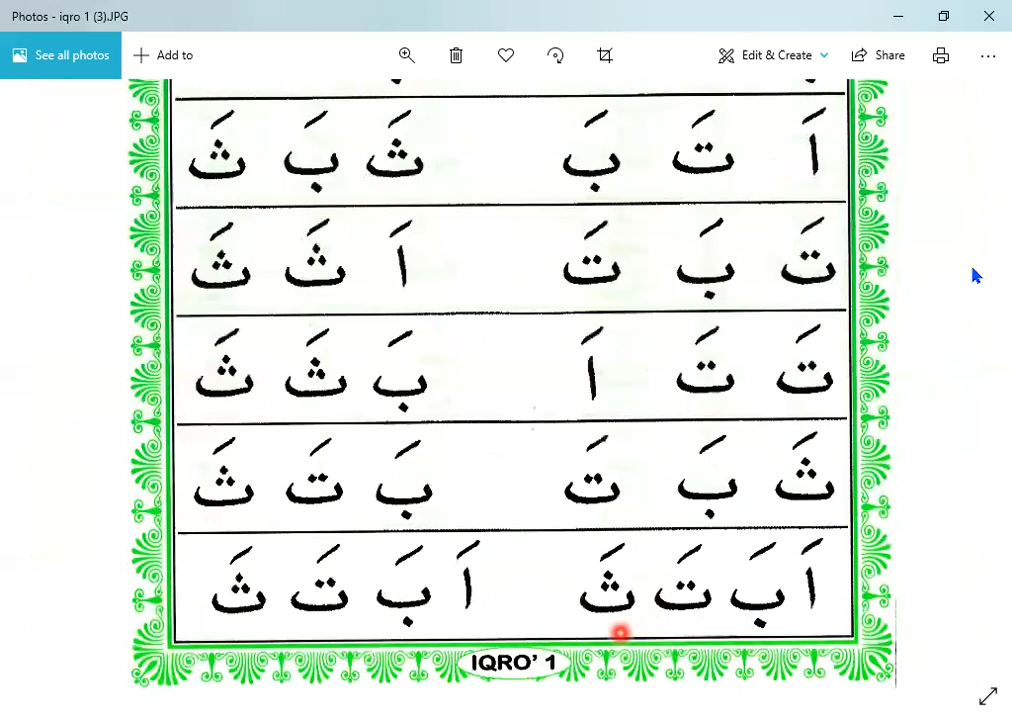 Photos - iqro 1 (3).JPG
See all photos
Add to
Edit & Create
Share
اَ تَ بَ ثَ بَ ثَ
تَ بَ تَ اَ ثَ ثَ
تَ تَ اَ بَ ثَ ثَ
ثَ بَ تَ بَ تَ ثَ
اَ بَ تَ ثَ اَ بَ تَ ثَ
IQRO' 1